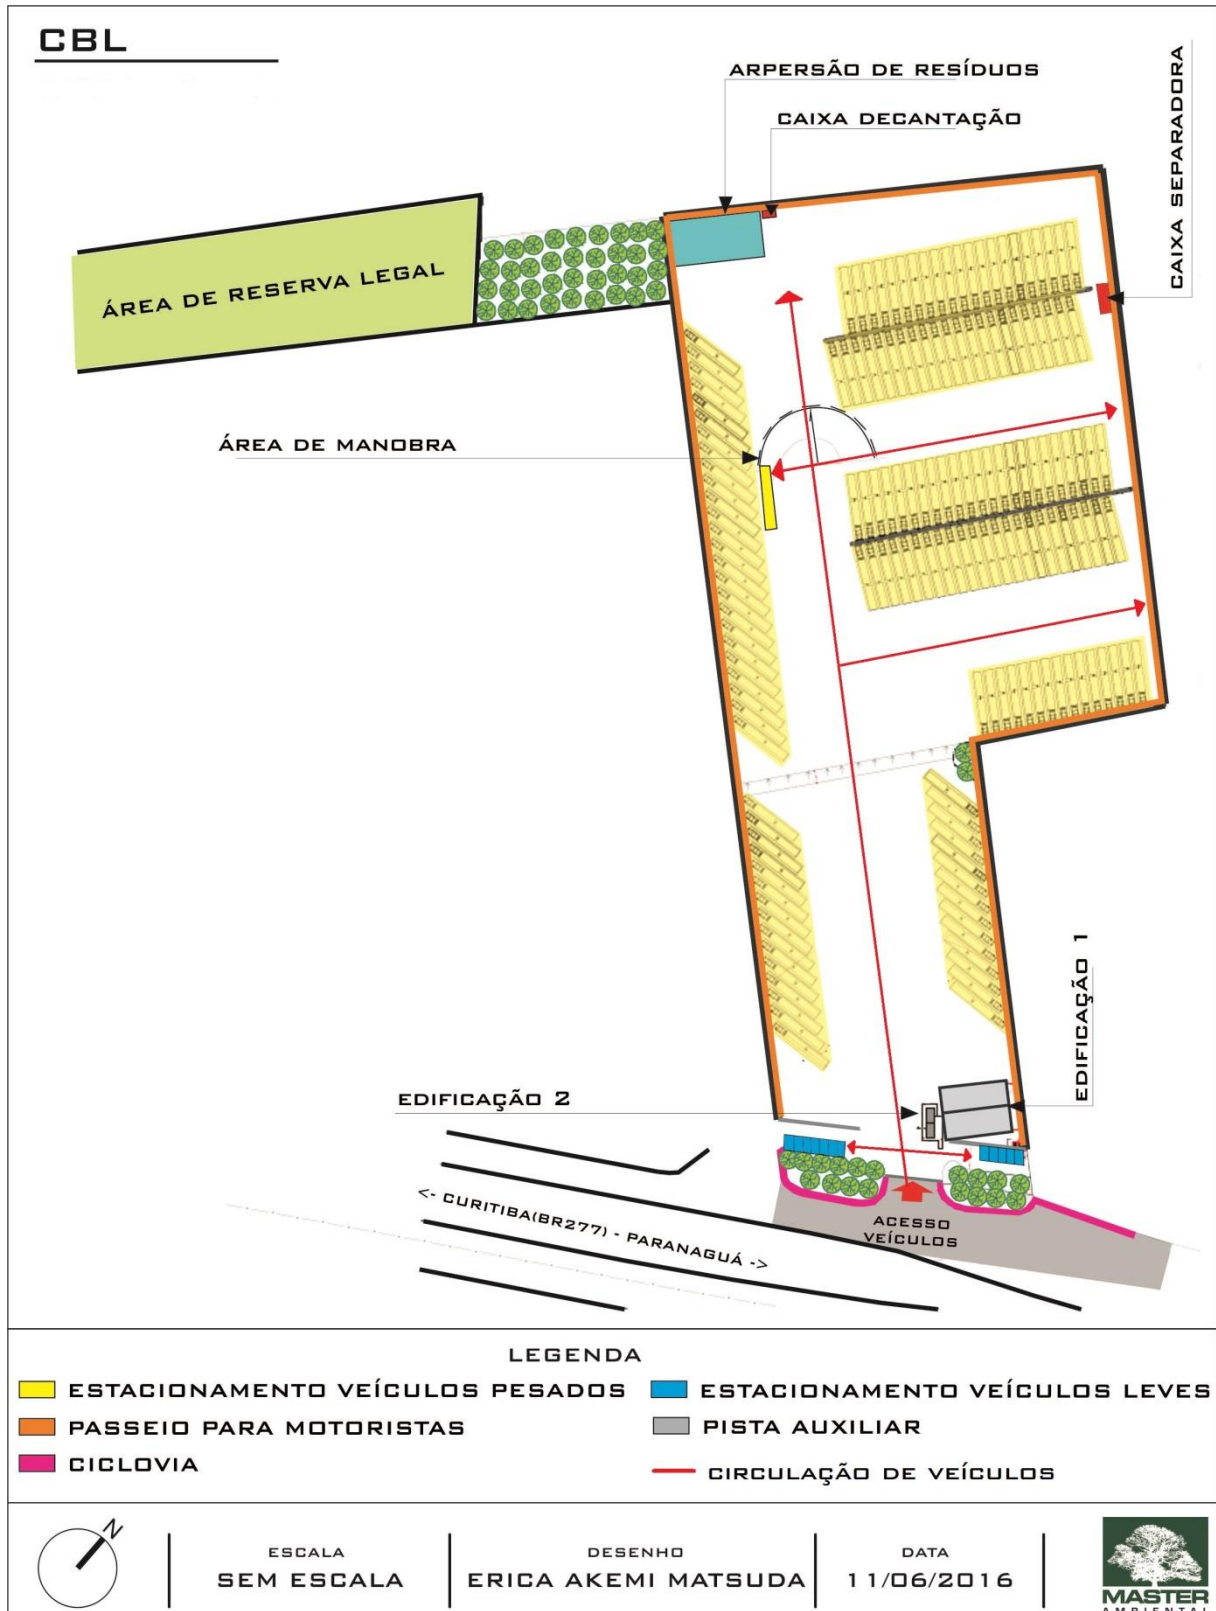 CBL
ARPERSÃO DE RESÍDUOS
CAIXA DECANTAÇÃO
CAIXA SEPARADORA
ÁREA DE RESERVA LEGAL
ÁREA DE MANOBRA
EDIFICAÇÃO 1
EDIFICAÇÃO 2
<- CURITIBA(BR277) - PARANAGUÁ ->
ACESSO
VEÍCULOS
LEGENDA
ESTACIONAMENTO VEÍCULOS PESADOS
ESTACIONAMENTO VEÍCULOS LEVES
PASSEIO PARA MOTORISTAS
PISTA AUXILIAR
CICLOVIA
CIRCULAÇÃO DE VEÍCULOS
N
ESCALA
SEM ESCALA
DESENHO
ERICA AKEMI MATSUDA
DATA
11/06/2016
MASTER
AMBIENTAL